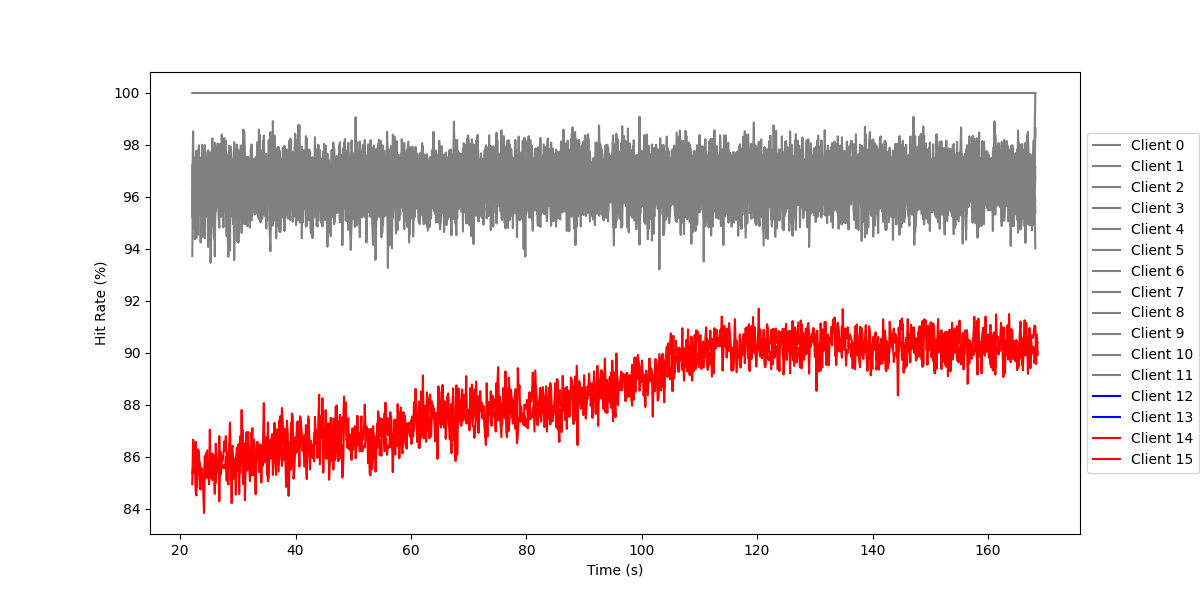 100
98
96
94
92
90
88
86
84
Hit Rate (%)
20 40 60 80 100 120 140 160
Time (s)
Client 0
Client 1
Client 2
Client 3
Client 4
Client 5
Client 6
Client 7
Client 8
Client 9
Client 10
Client 11
Client 12
Client 13
Client 14
Client 15